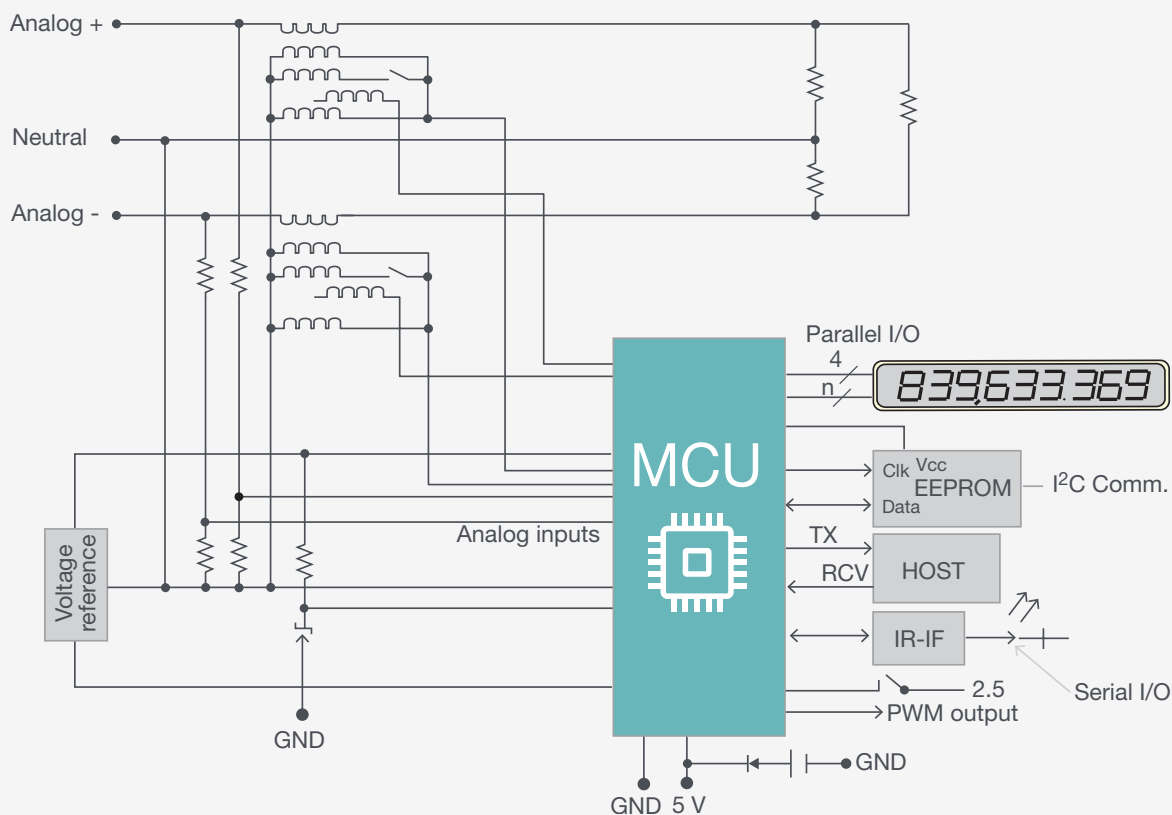 Analog +
Neutral
Analog -
Parallel I/O
4
n
839,633.369
MCU
Clk
Vcc
EEPROM
Data
I²C Comm.
Analog inputs
TX
RCV
HOST
Voltage
reference
IR-IF
Serial I/O
2.5
PWM output
GND
GND
GND
5 V